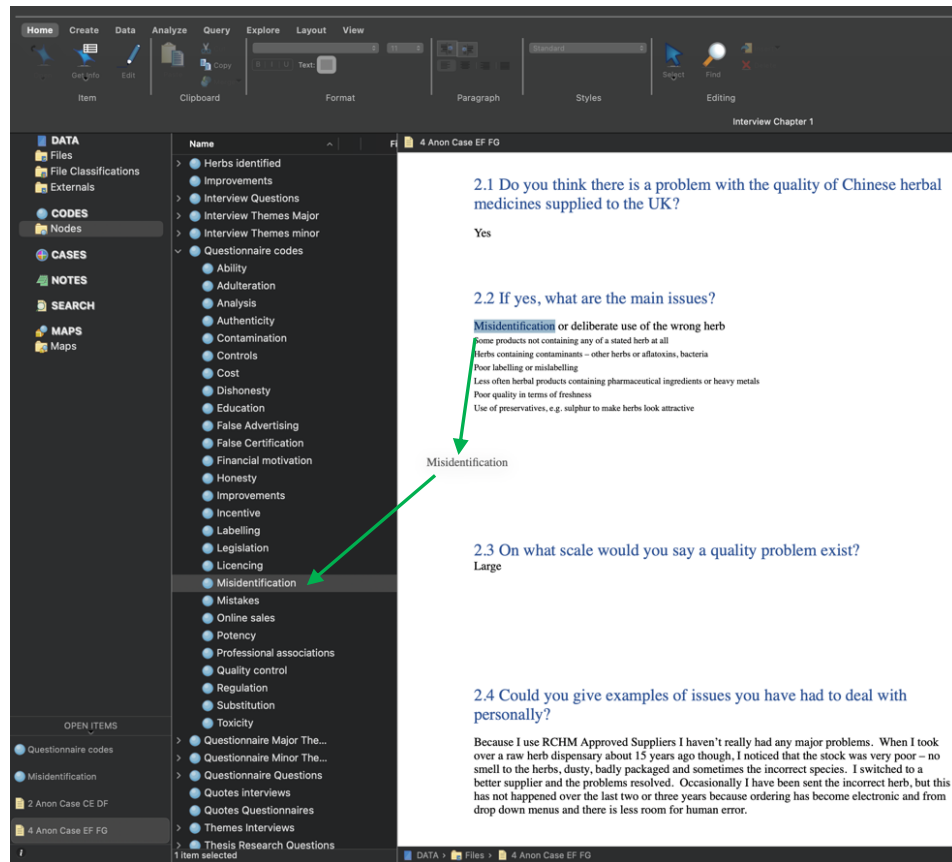 Home Create Data Analyze Query Explore Layout View
11
Standard
Copy
B I U Text:
Get Info Edit
Select Find
Item Clipboard Format Paragraph Styles Editing
Interview Chapter 1
DATA
Files
File Classifications
Externals
CODES
Nodes
CASES
NOTES
SEARCH
MAPS
Maps
OPEN ITEMS
Questionnaire codes
Misidentification
2 Anon Case CE DF
4 Anon Case EF FG
Name Fi
Herbs identified
Improvements
Interview Questions
Interview Themes Major
Interview Themes minor
Questionnaire codes
Ability
Adulteration
Analysis
Authenticity
Contamination
Controls
Cost
Dishonesty
Education
False Advertising
False Certification
Financial motivation
Honesty
Improvements
Incentive
Labelling
Legislation
Licencing
Misidentification
Mistakes
Online sales
Potency
Professional associations
Quality control
Regulation
Substitution
Toxicity
Questionnaire Major The...
Questionnaire Minor The...
Questionnaire Questions
Quotes interviews
Quotes Questionnaires
Themes Interviews
Thesis Research Questions
1 item selected
4 Anon Case EF FG
2.1 Do you think there is a problem with the quality of Chinese herbal
medicines supplied to the UK?
Yes
2.2 If yes, what are the main issues?
Misidentification or deliberate use of the wrong herb
Some products not containing any of a stated herb at all
Herbs containing contaminants – other herbs or aflatoxins, bacteria
Poor labelling or mislabelling
Less often herbal products containing pharmaceutical ingredients or heavy metals
Poor quality in terms of freshness
Use of preservatives, e.g. sulphur to make herbs look attractive
Misidentification
2.3 On what scale would you say a quality problem exist?
Large
2.4 Could you give examples of issues you have had to deal with
personally?
Because I use RCHM Approved Suppliers I haven't really had any major problems. When I took
over a raw herb dispensary about 15 years ago though, I noticed that the stock was very poor – no
smell to the herbs, dusty, badly packaged and sometimes the incorrect species. I switched to a
better supplier and the problems resolved. Occasionally I have been sent the incorrect herb, but this
has not happened over the last two or three years because ordering has become electronic and from
drop down menus and there is less room for human error.
DATA > Files > 4 Anon Case EF FG